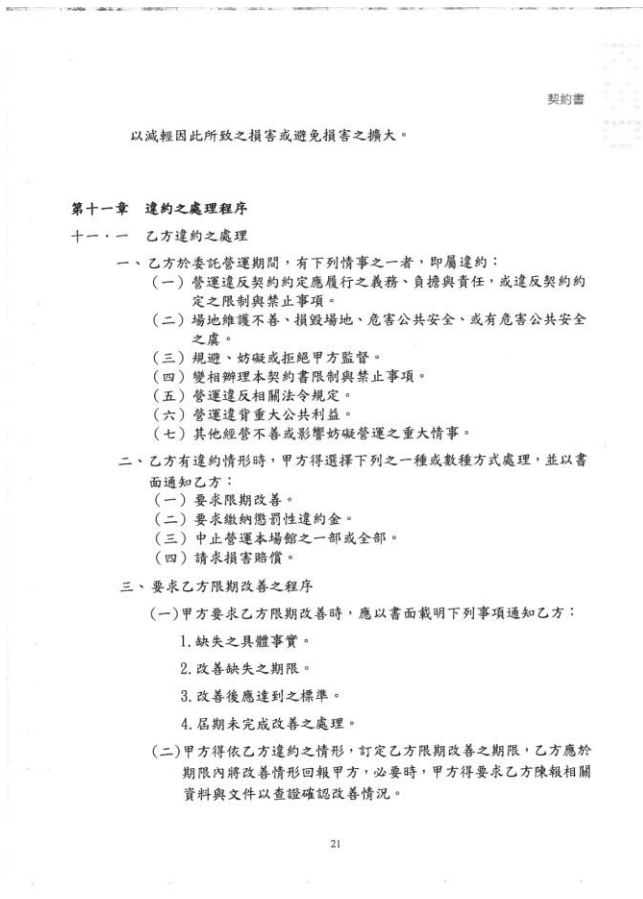 契約書
以減輕因此所致之損害或避免損害之擴大。
第十一章 違約之處理程序
十一．一 乙方違約之處理
一、乙方於委託營運期間，有下列情事之一者，即屬違約：
（一）營運違反契約約定應履行之義務、負擔與責任，或違反契約約
定之限制與禁止事項。
（二）場地維護不善、損毀場地、危害公共安全、或有危害公共安全
之虞。
（三）規避、妨礙或拒絕甲方監督。
（四）變相辦理本契約書限制與禁止事項。
（五）營運違反相關法令規定。
（六）營運違背重大公共利益。
（七）其他經營不善或影響妨礙營運之重大情事。
二、乙方有違約情形時，甲方得選擇下列之一種或數種方式處理，並以書
面通知乙方：
（一）要求限期改善。
（二）要求繳納懲罰性違約金。
（三）中止營運本場館之一部或全部。
（四）請求損害賠償。
三、要求乙方限期改善之程序
(一)甲方要求乙方限期改善時，應以書面載明下列事項通知乙方：
1.缺失之具體事實。
2.改善缺失之期限。
3.改善後應達到之標準。
4.屆期未完成改善之處理。
(二)甲方得依乙方違約之情形，訂定乙方限期改善之期限，乙方應於
期限內將改善情形回報甲方，必要時，甲方得要求乙方陳報相關
資料與文件以查證確認改善情況。
21